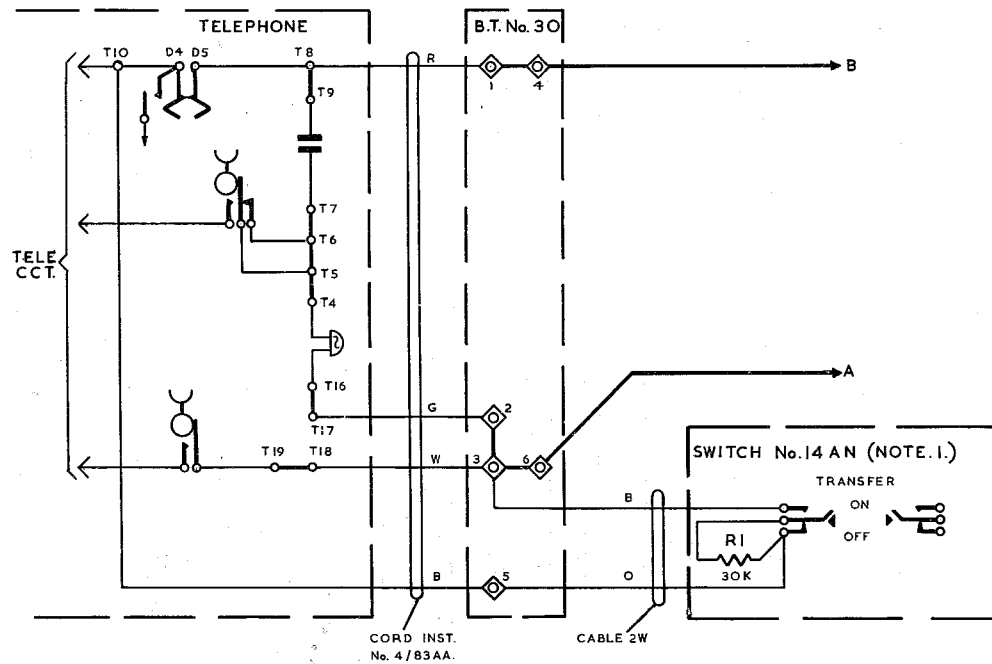 TELEPHONE
B.T. No. 30
T10
D4 D5
T8
R
1
4
B
T9
T7
T6
TELE
CCT.
T5
T4
A
T16
T17
G
2
SWITCH No. 14 AN (NOTE. 1.)
TRANSFER
ON
OFF
T19
T18
W
3
6
B
R1
30K
B
5
O
CORD INST.
No. 4/83AA.
CABLE 2W